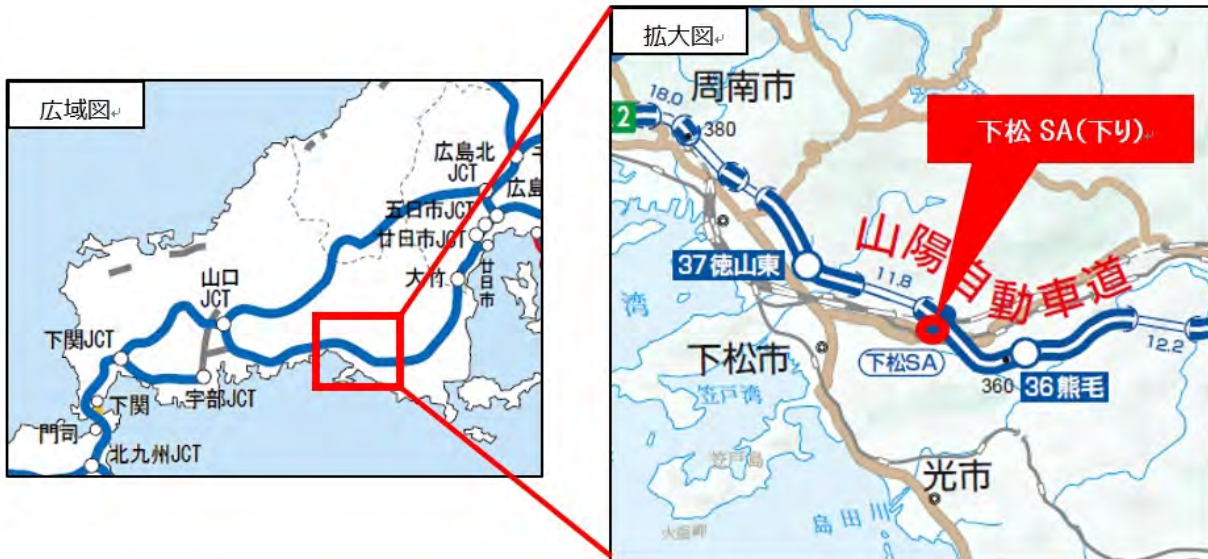 広域図
広島北
JCT
広島
五日市JCT
廿日市JCT
廿日市
大竹
山口
JCT
下関JCT
宇部JCT
下関
門司
北九州JCT
拡大図
18.0
周南市
2
380
下松 SA(下り)
37徳山東
11.8
山陽自動車道
湾
下松市
下松SA
360
36熊毛
12.2
笠戸湾
笠戸島
光市
島田川